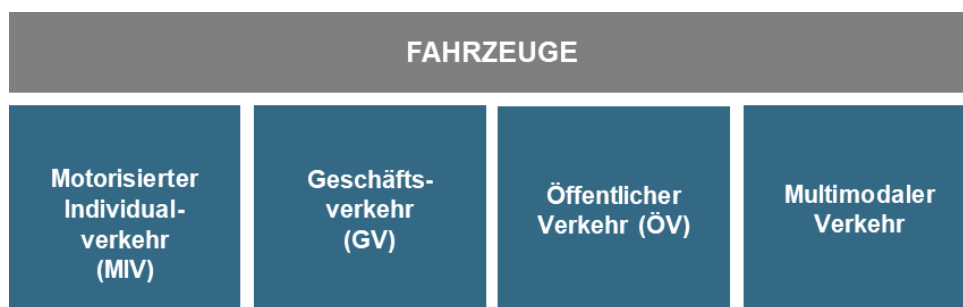 FAHRZEUGE
Motorisierter
Individual-
verkehr
(MIV)
Geschäfts-
verkehr
(GV)
Öffentlicher
Verkehr (ÖV)
Multimodaler
Verkehr